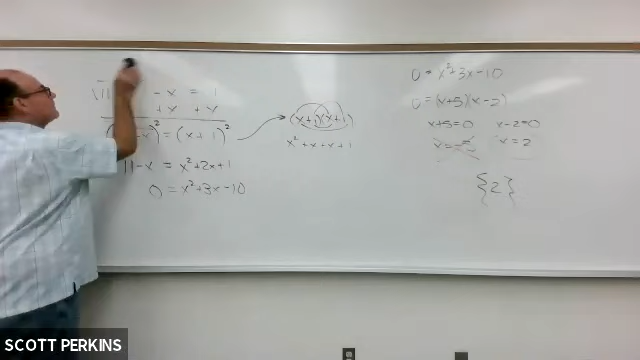 √11 - x = 1
+x +x
-x)² = (x + 1)²
11-x = x²+2x+1
0 = x²+3x-10
(x+1)(x+1)
x² + x + x + 1
0 = x²+3x-10
0 = (x+5)(x-2)
x+5=0 x-2=0
x=-5 x=2
{2}
SCOTT PERKINS